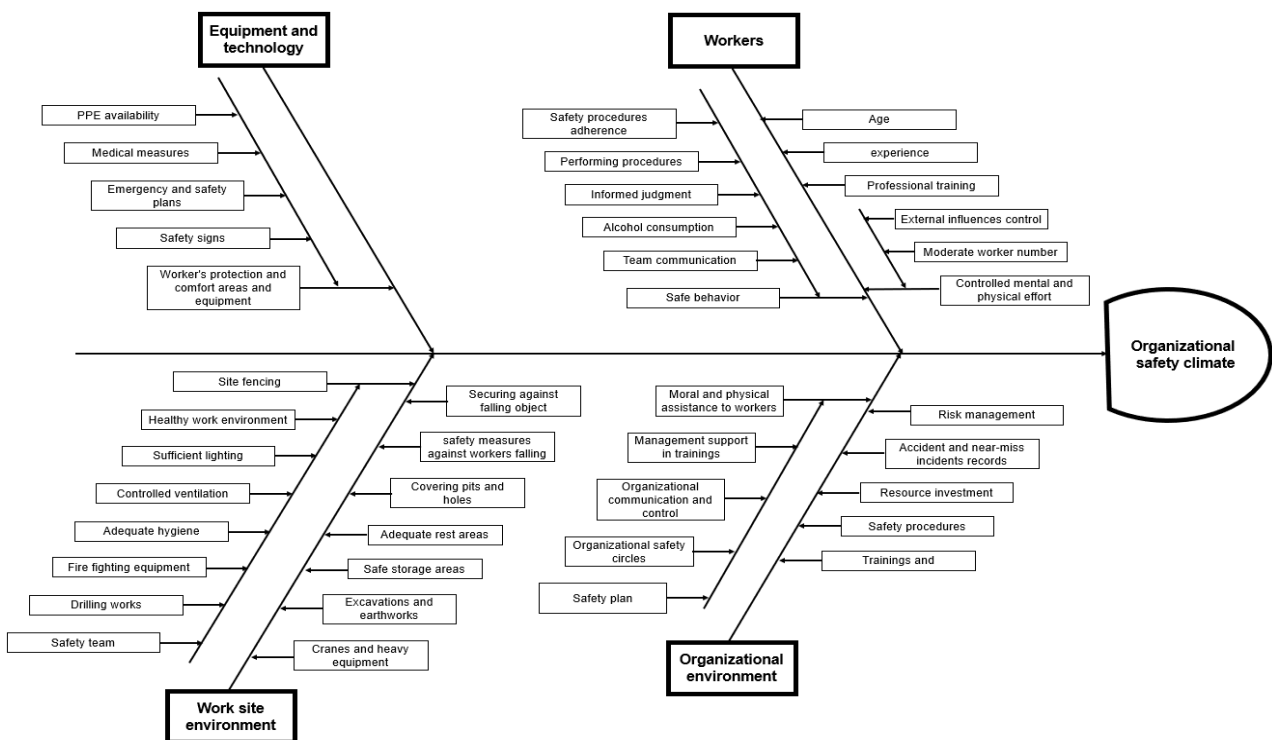 Equipment and
technology
PPE availability
Medical measures
Emergency and safety
plans
Safety signs
Worker's protection and
comfort areas and
equipment
Workers
Safety procedures
adherence
Performing procedures
Informed judgment
Alcohol consumption
Team communication
Safe behavior
Age
experience
Professional training
External influences control
Moderate worker number
Controlled mental and
physical effort
Organizational
safety climate
Site fencing
Healthy work environment
Sufficient lighting
Controlled ventilation
Adequate hygiene
Fire fighting equipment
Drilling works
Safety team
Securing against
falling object
safety measures
against workers falling
Covering pits and
holes
Adequate rest areas
Safe storage areas
Excavations and
earthworks
Cranes and heavy
equipment
Work site
environment
Moral and physical
assistance to workers
Management support
in trainings
Organizational
communication and
control
Organizational safety
circles
Safety plan
Risk management
Accident and near-miss
incidents records
Resource investment
Safety procedures
Trainings and
Organizational
environment